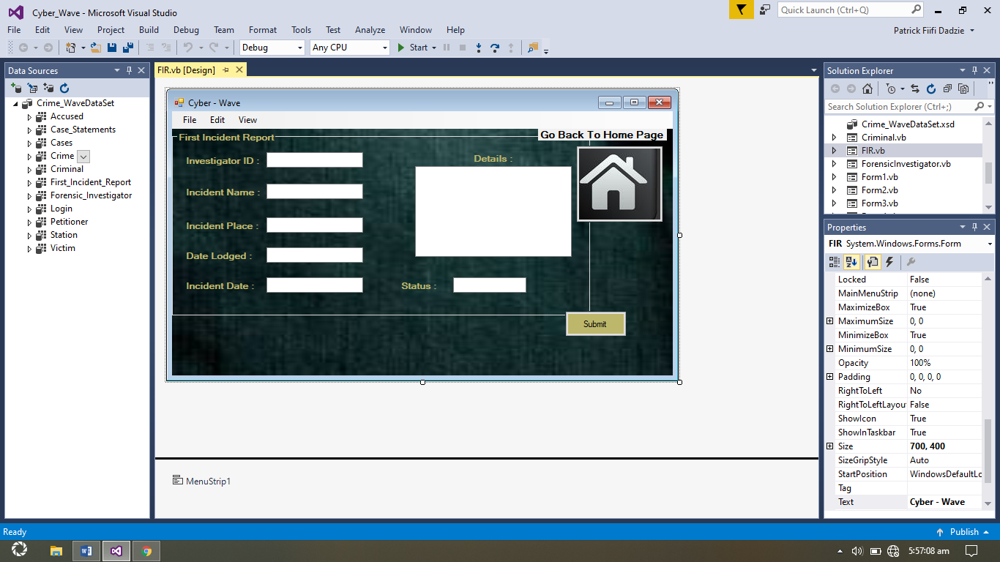 Cyber_Wave - Microsoft Visual Studio
Quick Launch (Ctrl+Q)
File Edit View Project Build Debug Team Format Tools Test Analyze Window Help
Patrick Fiifi Dadzie
Debug Any CPU Start
Data Sources
Crime_WaveDataSet
Accused
Case_Statements
Cases
Crime
Criminal
First_Incident_Report
Forensic_Investigator
Login
Petitioner
Station
Victim
FIR.vb [Design]
Cyber - Wave
File Edit View
First Incident Report
Go Back To Home Page
Investigator ID :
Details :
Incident Name :
Incident Place :
Date Lodged :
Incident Date :
Status :
Submit
MenuStrip1
Solution Explorer
Search Solution Explorer (Ctrl+;)
Crime_WaveDataSet.xsd
Criminal.vb
FIR.vb
ForensicInvestigator.vb
Form1.vb
Form2.vb
Form3.vb
Properties
FIR System.Windows.Forms.Form
Locked False
MainMenuStrip (none)
MaximizeBox True
MaximumSize 0, 0
MinimizeBox True
MinimumSize 0, 0
Opacity 100%
Padding 0, 0, 0, 0
RightToLeft No
RightToLeftLayou False
ShowIcon True
ShowInTaskbar True
Size 700, 400
SizeGripStyle Auto
StartPosition WindowsDefaultLo
Tag
Text Cyber - Wave
Ready
Publish
5:57:08 am